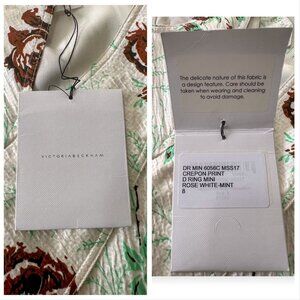 VICTORIABECKHAM
The delicate nature of this fabric is
a design feature. Care should be
taken when wearing and cleaning
to avoid damage.
DR MIN 6056C MSS17
CREPON PRINT
D RING MINI
ROSE WHITE-MINT
8